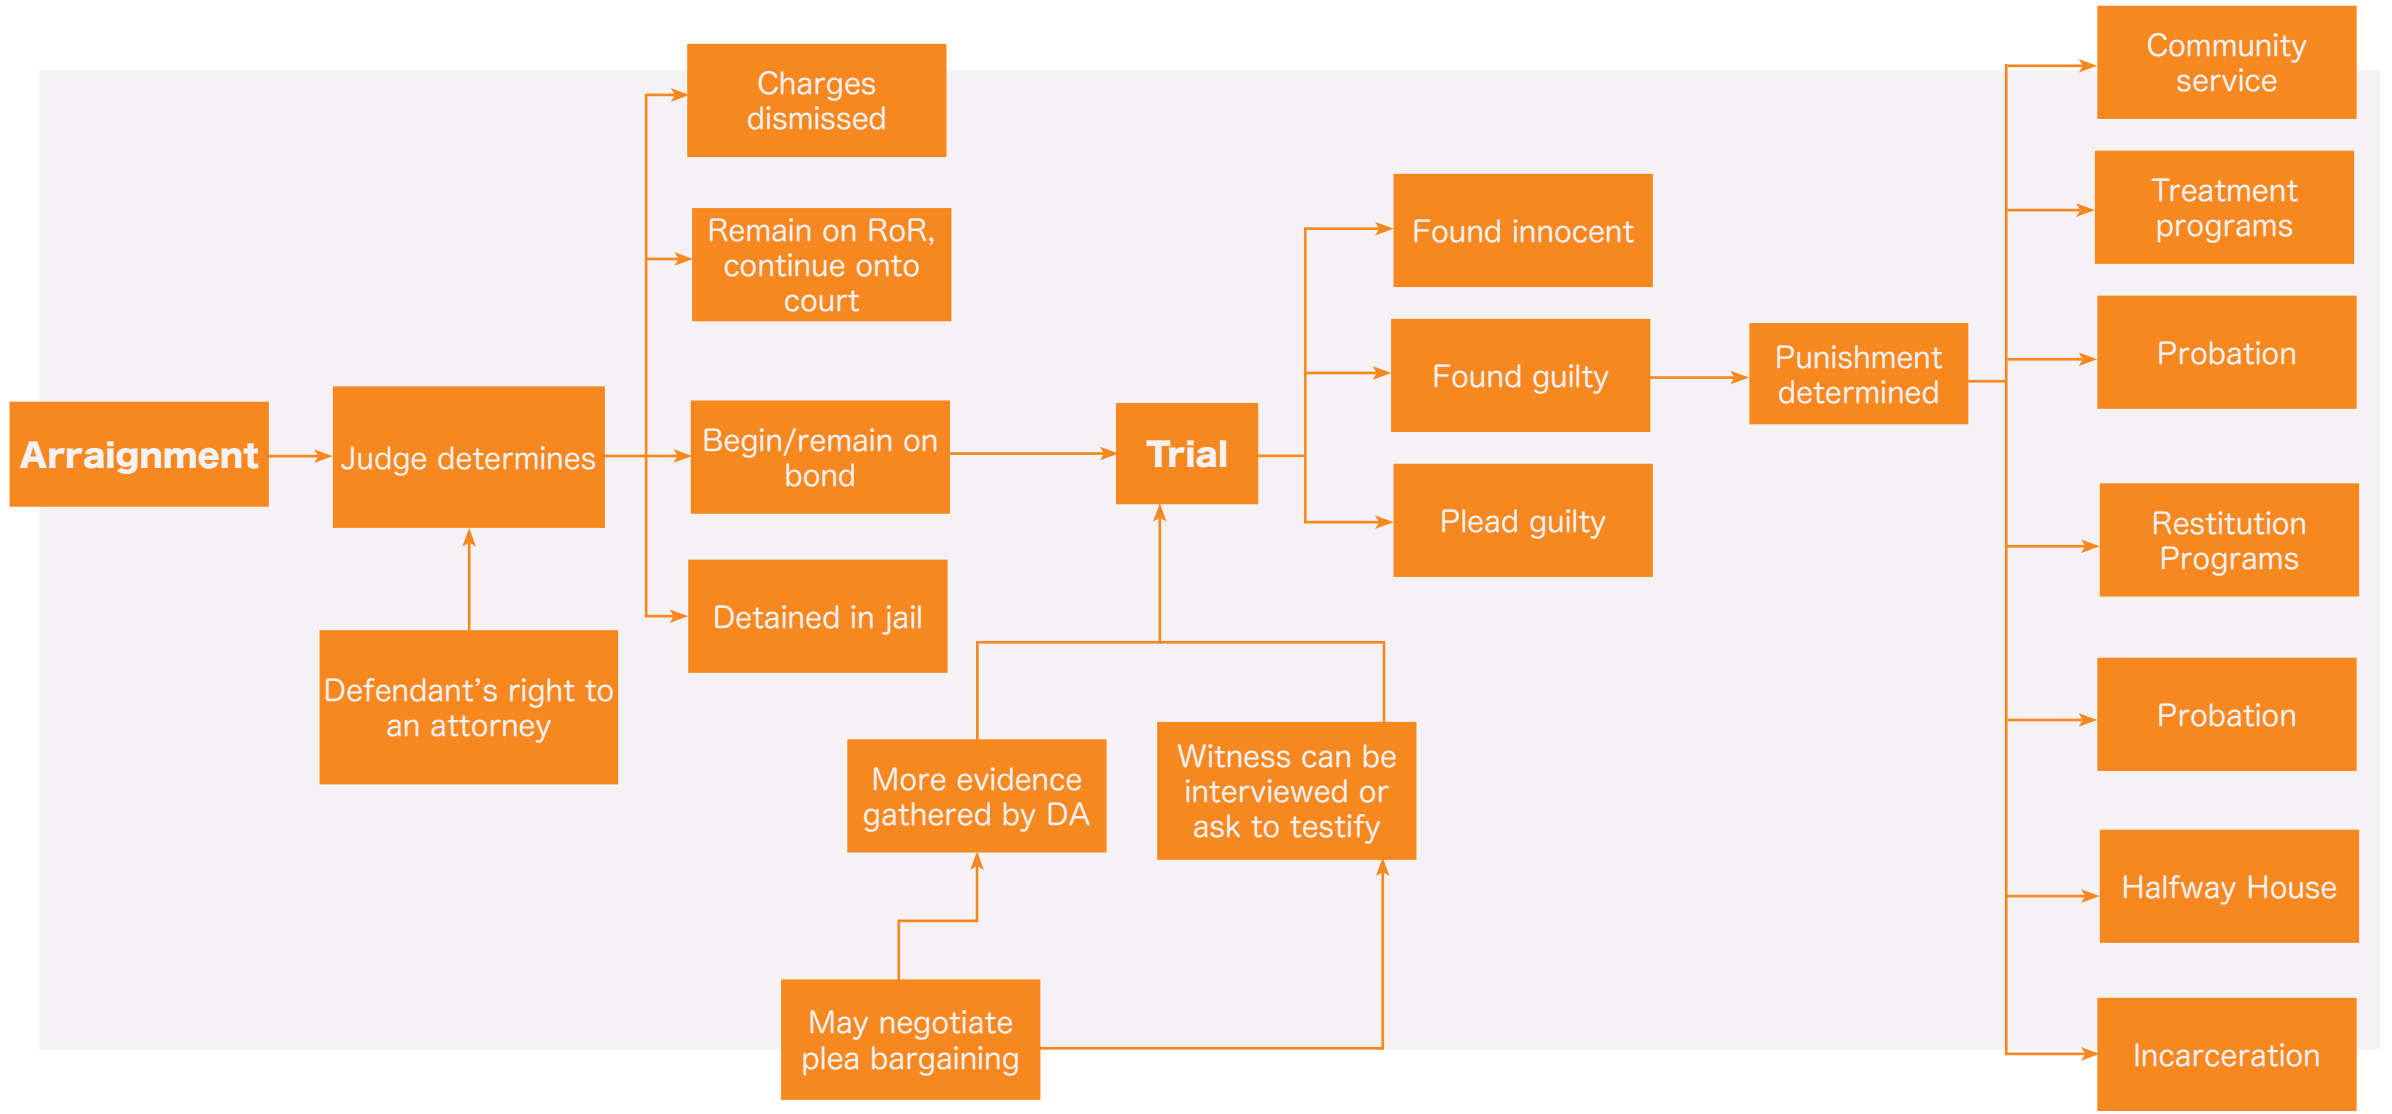 Arraignment
Judge determines
Defendant's right to
an attorney
Charges
dismissed
Remain on RoR,
continue onto
court
Begin/remain on
bond
Detained in jail
Trial
More evidence
gathered by DA
Witness can be
interviewed or
ask to testify
May negotiate
plea bargaining
Found innocent
Found guilty
Plead guilty
Punishment
determined
Community
service
Treatment
programs
Probation
Restitution
Programs
Probation
Halfway House
Incarceration